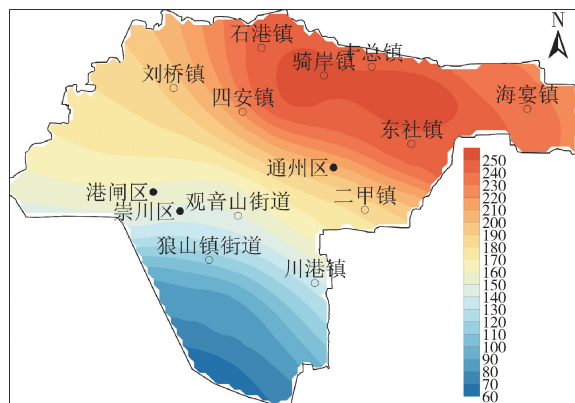 N
石港镇
十总镇
骑岸镇
刘桥镇
四安镇
海宴镇
东社镇
通州区
港闸区
崇川区
观音山街道
二甲镇
狼山镇街道
川港镇
250
240
230
220
210
200
190
180
170
160
150
140
130
120
110
100
90
80
70
60